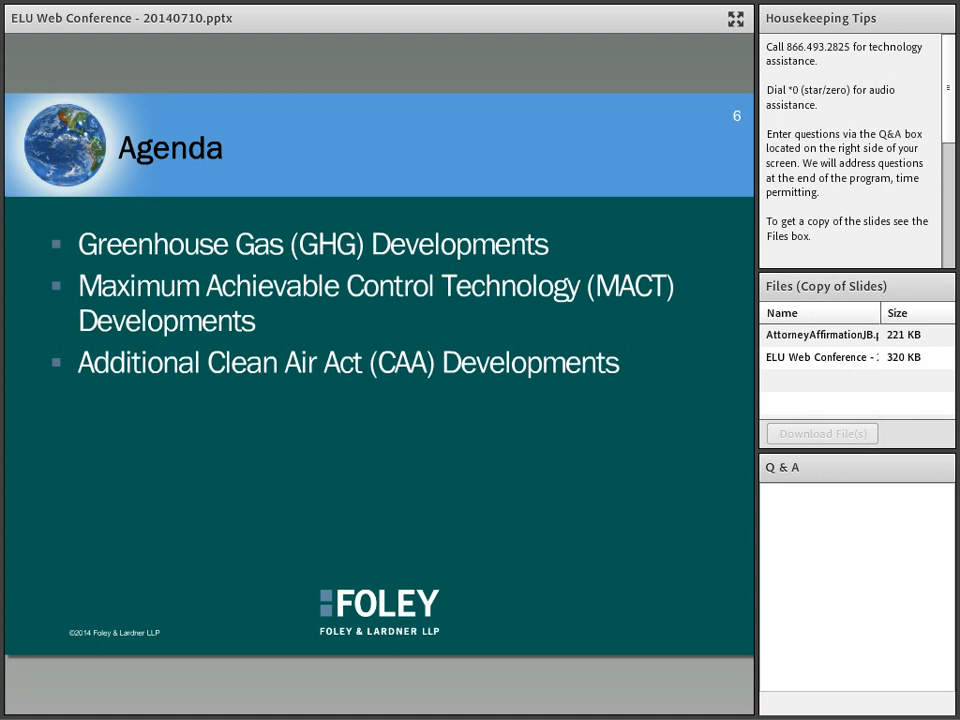 ELU Web Conference - 20140710.pptx
6
Agenda
Greenhouse Gas (GHG) Developments
Maximum Achievable Control Technology (MACT)
Developments
Additional Clean Air Act (CAA) Developments
FOLEY
FOLEY & LARDNER LLP
©2014 Foley & Lardner LLP
Housekeeping Tips
Call 866.493.2825 for technology
assistance.
Dial *0 (star/zero) for audio
assistance.
Enter questions via the Q&A box
located on the right side of your
screen. We will address questions
at the end of the program, time
permitting.
To get a copy of the slides see the
Files box.
Files (Copy of Slides)
Name Size
AttorneyAffirmationJB.p 221 KB
ELU Web Conference - 320 KB
Download File(s)
Q & A